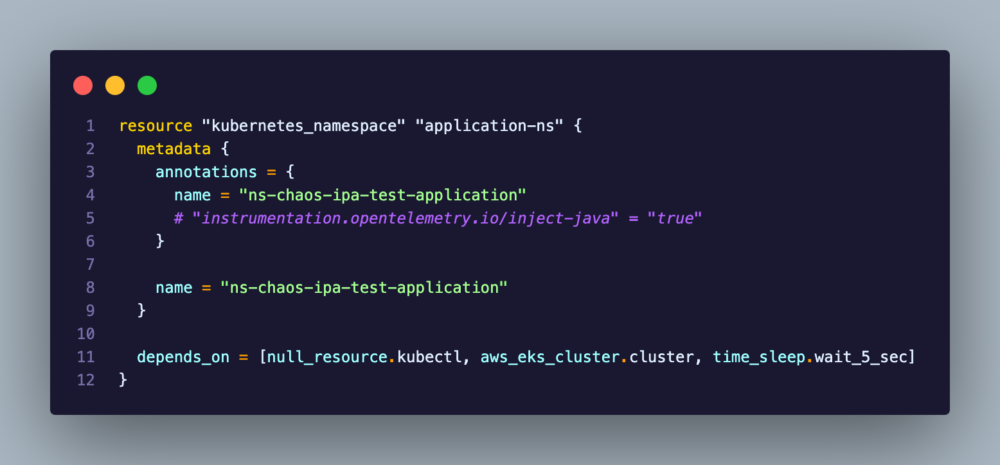 1 resource "kubernetes_namespace" "application-ns" {
2 metadata {
3 annotations = {
4 name = "ns-chaos-ipa-test-application"
5 # "instrumentation.opentelemetry.io/inject-java" = "true"
6 }
7
8 name = "ns-chaos-ipa-test-application"
9 }
10
11 depends_on = [null_resource.kubectl, aws_eks_cluster.cluster, time_sleep.wait_5_sec]
12 }